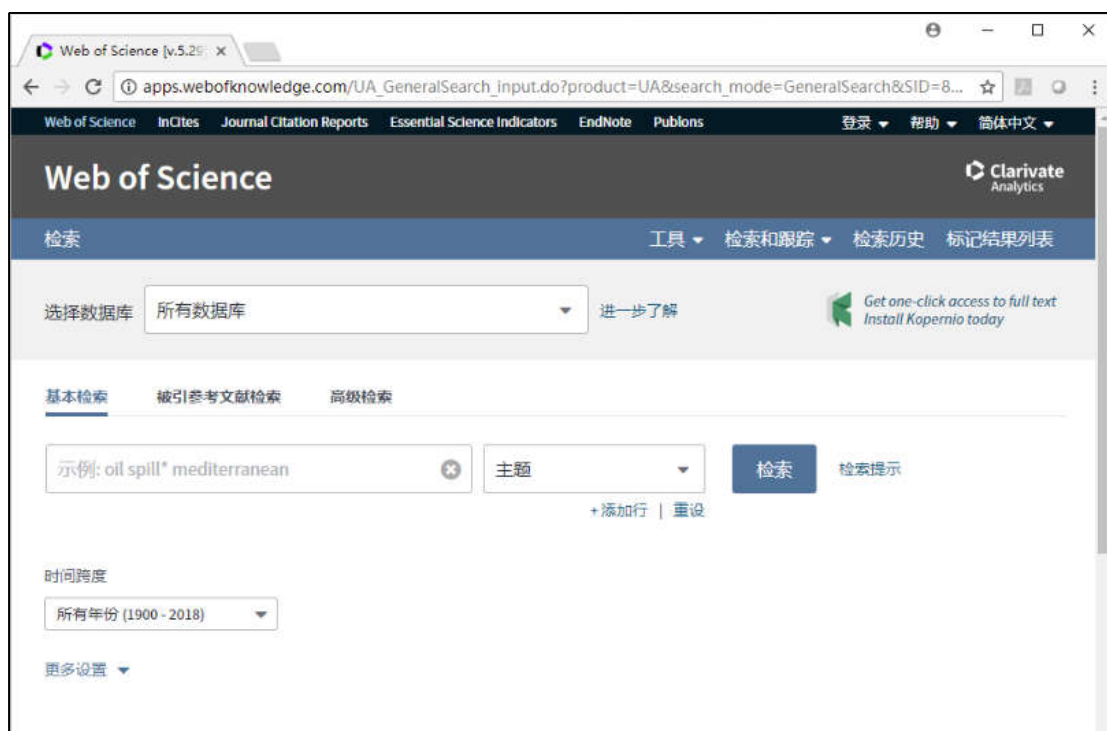 Web of Science [v.5.29
apps.webofknowledge.com/UA_GeneralSearch_input.do?product=UA&search_mode=GeneralSearch&SID=8...
Web of Science InCites Journal Citation Reports Essential Science Indicators EndNote Publons 登录 帮助 简体中文
Web of Science
Clarivate
Analytics
检索 工具 检索和跟踪 检索历史 标记结果列表
选择数据库 所有数据库 进一步了解
Get one-click access to full text
Install Kopernio today
基本检索 被引参考文献检索 高级检索
示例: oil spill* mediterranean 主题 检索 检索提示
+添加行 | 重设
时间跨度
所有年份 (1900 - 2018)
更多设置